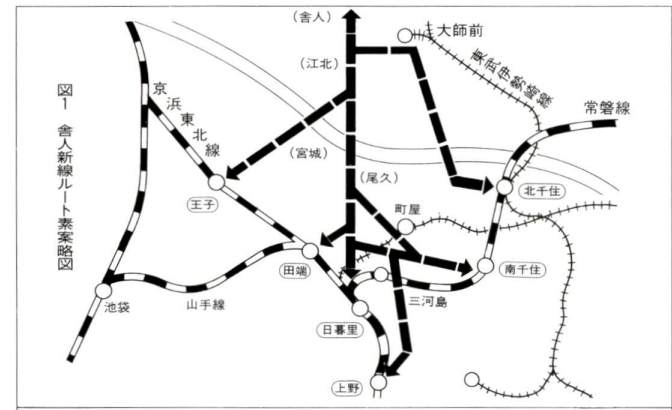 図1 舎人新線ルート素案略図
(舎人)
大師前
(江北)
東武伊勢崎線
京浜東北線
常磐線
(宮城)
(尾久)
王子
北千住
町屋
田端
南千住
池袋
山手線
三河島
日暮里
上野